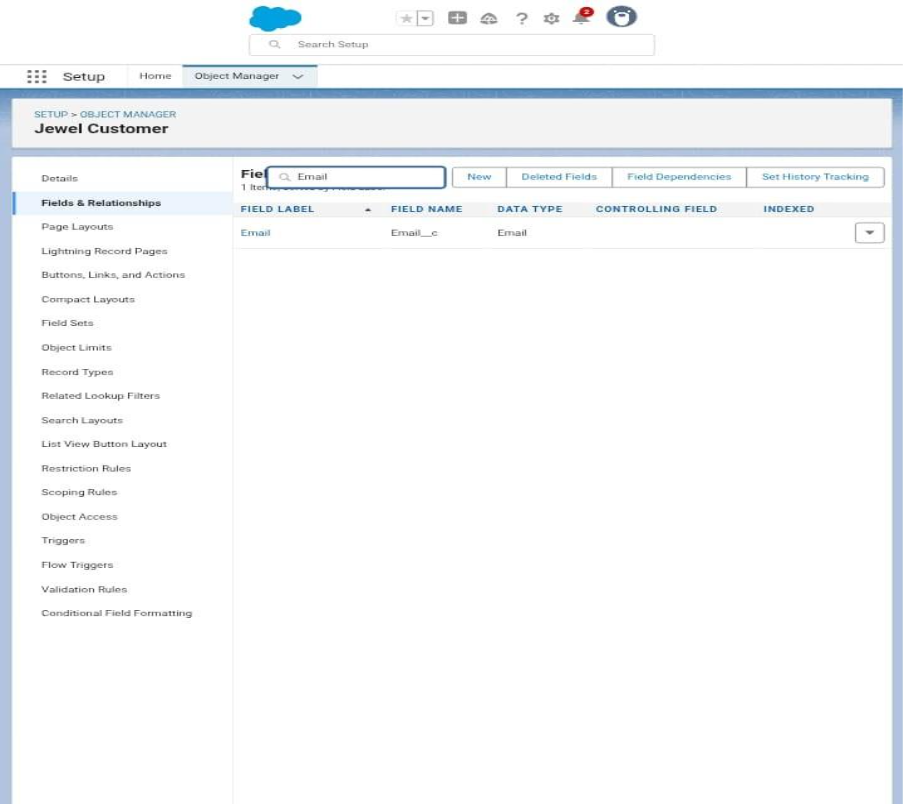 2
Search Setup
Setup Home Object Manager
SETUP > OBJECT MANAGER
Jewel Customer
Details
Fields & Relationships
Page Layouts
Lightning Record Pages
Buttons, Links, and Actions
Compact Layouts
Field Sets
Object Limits
Record Types
Related Lookup Filters
Search Layouts
List View Button Layout
Restriction Rules
Scoping Rules
Object Access
Triggers
Flow Triggers
Validation Rules
Conditional Field Formatting
Email New Deleted Fields Field Dependencies Set History Tracking
1
FIELD LABEL FIELD NAME DATA TYPE CONTROLLING FIELD INDEXED
Email Email__c Email